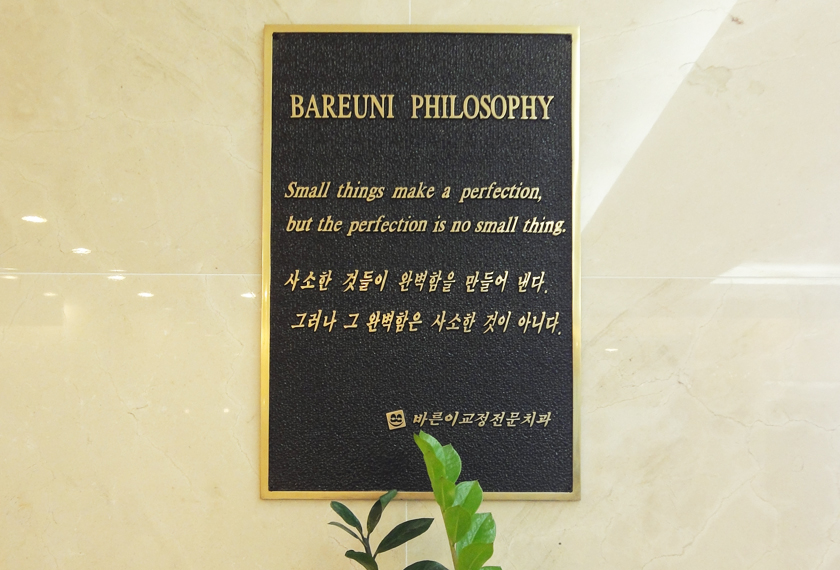 BAREUNI PHILOSOPHY
Small things make a perfection,
but the perfection is no small thing.
사소한 것들이 완벽함을 만들어 낸다.
그러나 그 완벽함은 사소한 것이 아니다.
바른이교정전문치과